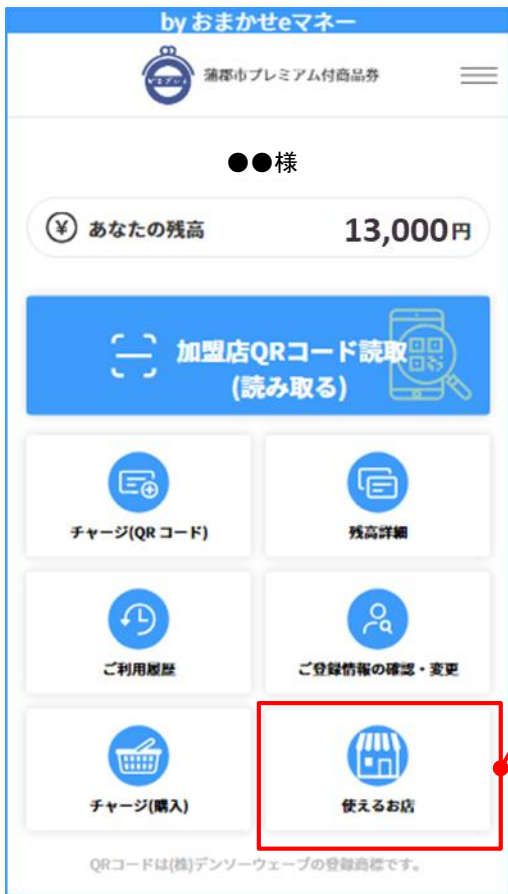 by おまかせeマネー
蒲郡市プレミアム付商品券
●●様
あなたの残高 13,000円
加盟店QRコード読取
(読み取る)
チャージ(QRコード) 残高詳細
ご利用履歴 ご登録情報の確認・変更
チャージ(購入) 使えるお店
QRコードは(株)デンソーウェーブの登録商標です。